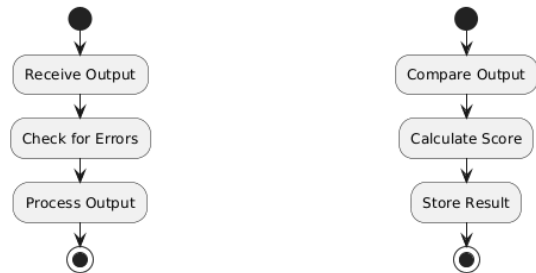 Receive Output
Check for Errors
Process Output
Compare Output
Calculate Score
Store Result